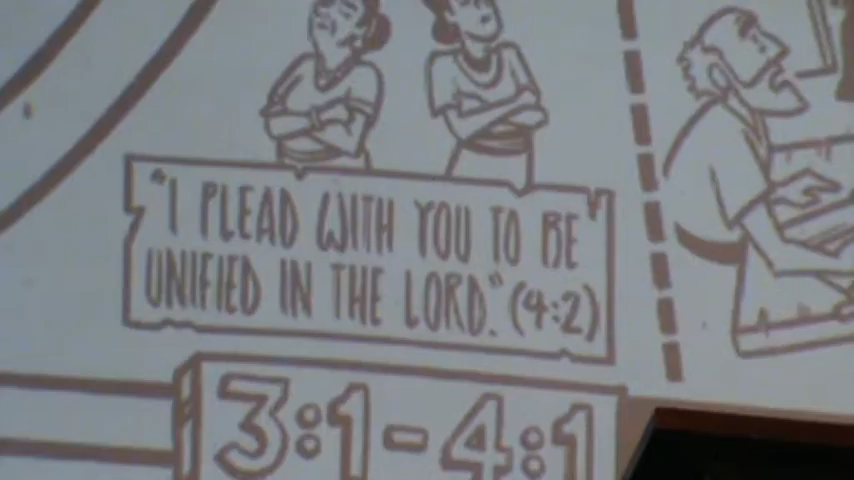 "I PLEAD WITH YOU TO BE
UNIFIED IN THE LORD." (4:2)
3:1-4:1